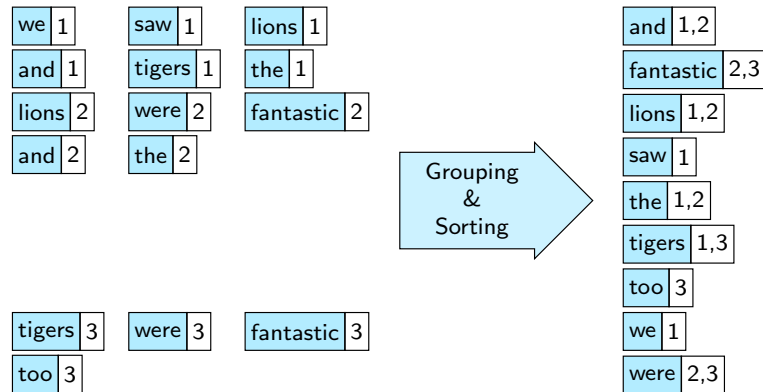 we 1 saw 1 lions 1
and 1 tigers 1 the 1
lions 2 were 2 fantastic 2
and 2 the 2
tigers 3 were 3 fantastic 3
too 3
Grouping
&
Sorting
and 1,2
fantastic 2,3
lions 1,2
saw 1
the 1,2
tigers 1,3
too 3
we 1
were 2,3